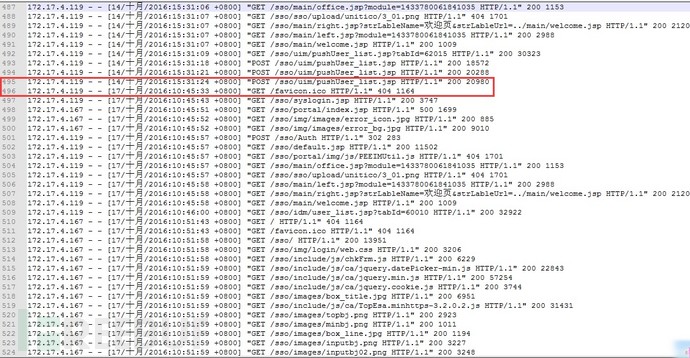 487 172.17.4.119 - - [14/十月/2016:15:31:06 +0800] "GET /sso/main/office.jsp?module=1433780061841035 HTTP/1.1" 200 1153
488 172.17.4.119 - - [14/十月/2016:15:31:07 +0800] "GET /sso/sso/upload/unitico/3_01.png HTTP/1.1" 404 1701
489 172.17.4.119 - - [14/十月/2016:15:31:07 +0800] "GET /sso/main/right.jsp?strLableName=欢迎页&strLableUrl=../main/welcome.jsp HTTP/1.1" 200 2120
490 172.17.4.119 - - [14/十月/2016:15:31:07 +0800] "GET /sso/main/left.jsp?module=1433780061841035 HTTP/1.1" 200 2988
491 172.17.4.119 - - [14/十月/2016:15:31:07 +0800] "GET /sso/main/welcome.jsp HTTP/1.1" 200 1009
492 172.17.4.119 - - [14/十月/2016:15:31:09 +0800] "GET /sso/uim/pushUser_list.jsp?tabId=62015 HTTP/1.1" 200 30323
493 172.17.4.119 - - [14/十月/2016:15:31:18 +0800] "POST /sso/uim/pushUser_list.jsp HTTP/1.1" 200 18572
494 172.17.4.119 - - [14/十月/2016:15:31:21 +0800] "POST /sso/uim/pushUser_list.jsp HTTP/1.1" 200 20288
495 172.17.4.119 - - [14/十月/2016:15:31:24 +0800] "POST /sso/uim/pushUser_list.jsp HTTP/1.1" 200 20980
496 172.17.4.119 - - [17/十月/2016:10:45:33 +0800] "GET /favicon.ico HTTP/1.1" 404 1164
497 172.17.4.119 - - [17/十月/2016:10:45:43 +0800] "GET /sso/syslogin.jsp HTTP/1.1" 200 3747
498 172.17.4.119 - - [17/十月/2016:10:45:51 +0800] "GET /sso/portal/index.jsp HTTP/1.1" 500 1699
499 172.17.4.167 - - [17/十月/2016:10:45:52 +0800] "GET /sso/img/images/error_icon.jpg HTTP/1.1" 200 885
500 172.17.4.119 - - [17/十月/2016:10:45:52 +0800] "GET /sso/img/images/error_bg.jpg HTTP/1.1" 200 9010
501 172.17.4.119 - - [17/十月/2016:10:45:57 +0800] "POST /sso/Auth HTTP/1.1" 302 283
502 172.17.4.119 - - [17/十月/2016:10:45:57 +0800] "GET /sso/default.jsp HTTP/1.1" 200 11502
503 172.17.4.119 - - [17/十月/2016:10:45:58 +0800] "GET /sso/portal/img/js/PEEIMUtil.js HTTP/1.1" 404 1701
504 172.17.4.119 - - [17/十月/2016:10:45:58 +0800] "GET /sso/main/office.jsp?module=1433780061841035 HTTP/1.1" 200 1153
505 172.17.4.119 - - [17/十月/2016:10:45:58 +0800] "GET /sso/sso/upload/unitico/3_01.png HTTP/1.1" 404 1701
506 172.17.4.119 - - [17/十月/2016:10:45:58 +0800] "GET /sso/main/left.jsp?module=1433780061841035 HTTP/1.1" 200 2988
507 172.17.4.119 - - [17/十月/2016:10:45:58 +0800] "GET /sso/main/right.jsp?strLableName=欢迎页&strLableUrl=../main/welcome.jsp HTTP/1.1" 200 2120
508 172.17.4.119 - - [17/十月/2016:10:45:58 +0800] "GET /sso/main/welcome.jsp HTTP/1.1" 200 1009
509 172.17.4.119 - - [17/十月/2016:10:46:00 +0800] "GET /sso/idm/user_list.jsp?tabId=60010 HTTP/1.1" 200 32922
510 172.17.4.167 - - [17/十月/2016:10:51:43 +0800] "GET / HTTP/1.1" 404 1164
511 172.17.4.167 - - [17/十月/2016:10:51:43 +0800] "GET /favicon.ico HTTP/1.1" 404 1164
512 172.17.4.167 - - [17/十月/2016:10:51:58 +0800] "GET /sso/ HTTP/1.1" 200 13951
513 172.17.4.167 - - [17/十月/2016:10:51:58 +0800] "GET /sso/img/login/web.css HTTP/1.1" 200 3206
514 172.17.4.167 - - [17/十月/2016:10:51:58 +0800] "GET /sso/include/js/chkFrm.js HTTP/1.1" 200 6229
515 172.17.4.167 - - [17/十月/2016:10:51:59 +0800] "GET /sso/include/js/ca/jquery.datePicker-min.js HTTP/1.1" 200 22843
516 172.17.4.167 - - [17/十月/2016:10:51:59 +0800] "GET /sso/include/js/ca/jquery.min.js HTTP/1.1" 200 57254
517 172.17.4.167 - - [17/十月/2016:10:51:59 +0800] "GET /sso/include/js/ca/jquery.cookie.js HTTP/1.1" 200 3744
518 172.17.4.167 - - [17/十月/2016:10:51:59 +0800] "GET /sso/images/box_title.jpg HTTP/1.1" 200 6951
519 172.17.4.167 - - [17/十月/2016:10:51:59 +0800] "GET /sso/include/js/ca/TopEsa.minhttps-3.2.0.2.js HTTP/1.1" 200 31431
520 172.17.4.167 - - [17/十月/2016:10:51:59 +0800] "GET /sso/images/topbj.png HTTP/1.1" 200 2923
521 172.17.4.167 - - [17/十月/2016:10:51:59 +0800] "GET /sso/images/minbj.png HTTP/1.1" 200 1011
522 172.17.4.167 - - [17/十月/2016:10:51:59 +0800] "GET /sso/images/box_line.jpg HTTP/1.1" 200 1194
523 172.17.4.167 - - [17/十月/2016:10:51:59 +0800] "GET /sso/images/inputbj.png HTTP/1.1" 200 3227
524 172.17.4.167 - - [17/十月/2016:10:51:59 +0800] "GET /sso/images/inputbj02.png HTTP/1.1" 200 3248